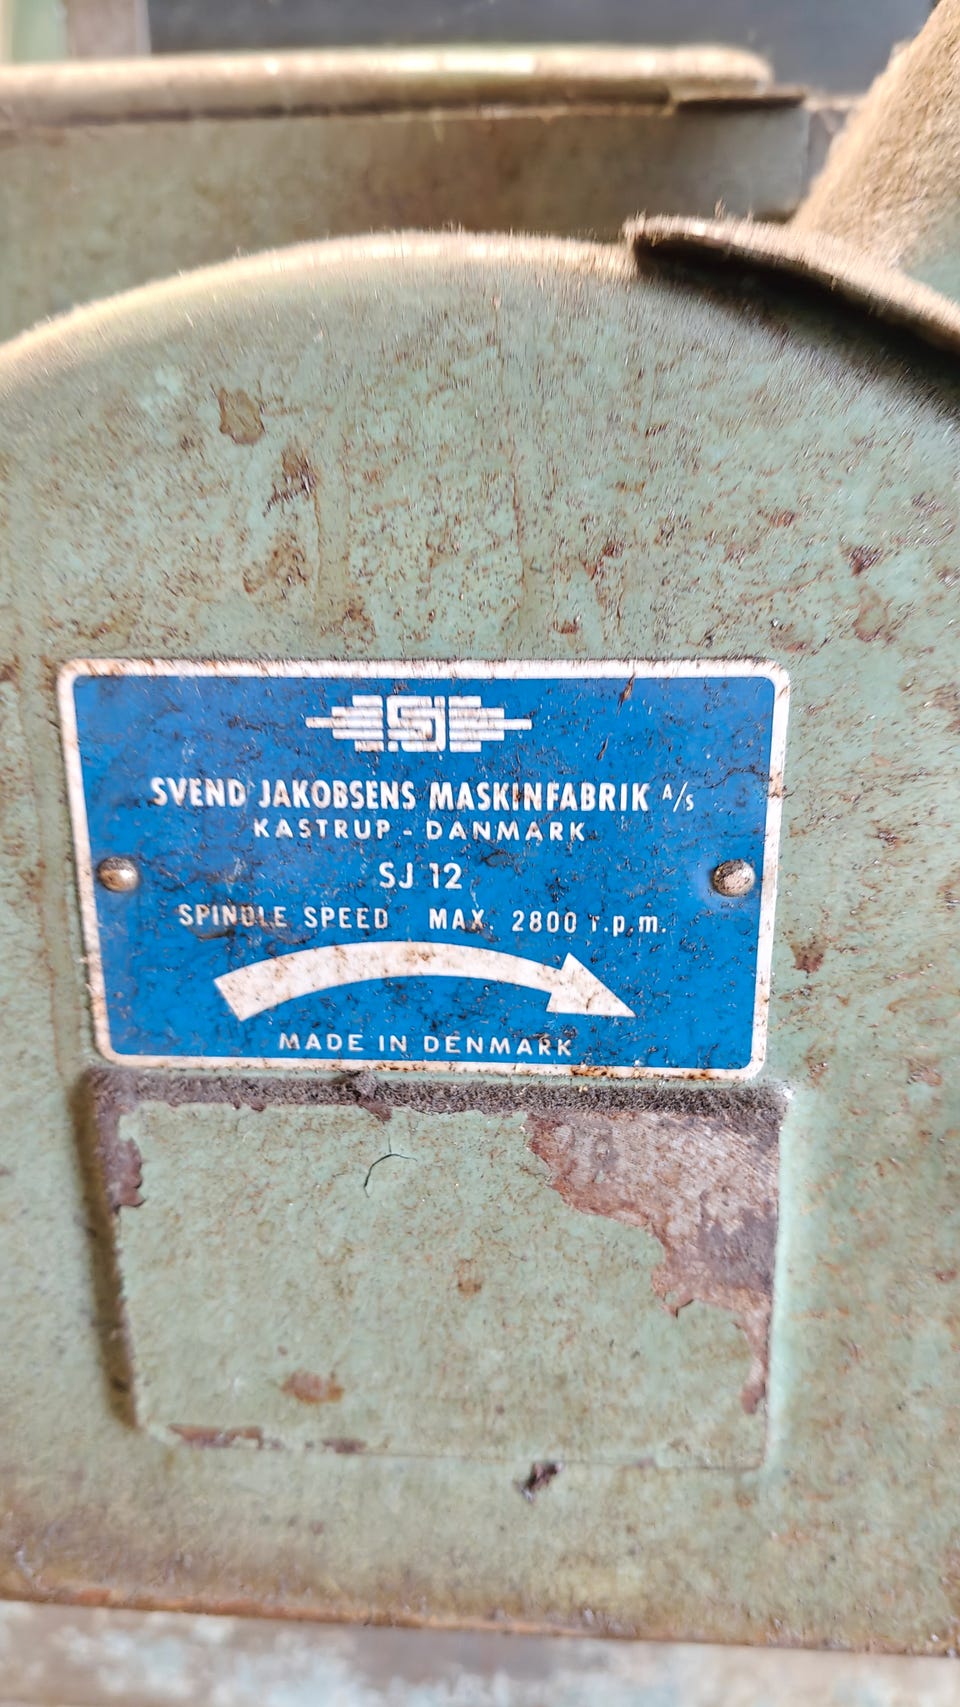 SJ
SVEND JAKOBSENS MASKINFABRIK A/S
KASTRUP - DANMARK
SJ 12
SPINDLE SPEED MAX. 2800 r.p.m.
MADE IN DENMARK